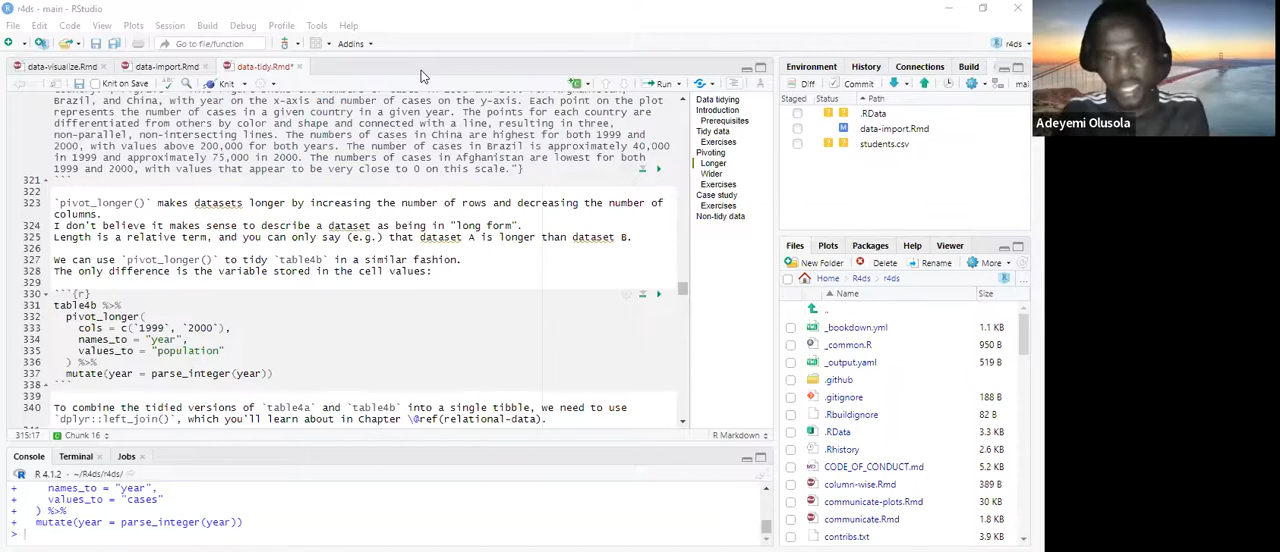 r4ds - main - RStudio
File Edit Code View Plots Session Build Debug Profile Tools Help
Go to file/function Addins r4ds
data-visualize.Rmd data-import.Rmd data-tidy.Rmd*
Knit on Save Knit Run
Brazil, and China, with year on the x-axis and number of cases on the y-axis. Each point on the plot
represents the number of cases in a given country in a given year. The points for each country are
differentiated from others by color and shape and connected with a line, resulting in three,
non-parallel, non-intersecting lines. The numbers of cases in China are highest for both 1999 and
2000, with values above 200,000 for both years. The number of cases in Brazil is approximately 40,000
in 1999 and approximately 75,000 in 2000. The numbers of cases in Afghanistan are lowest for both
1999 and 2000, with values that appear to be very close to 0 on this scale."}
321 ```
322
323 `pivot_longer()` makes datasets longer by increasing the number of rows and decreasing the number of
columns.
324 I don't believe it makes sense to describe a dataset as being in "long form".
325 Length is a relative term, and you can only say (e.g.) that dataset A is longer than dataset B.
326
327 We can use `pivot_longer()` to tidy `table4b` in a similar fashion.
328 The only difference is the variable stored in the cell values:
329
330 ```{r}
331 table4b %>%
332 pivot_longer(
333 cols = c(`1999`, `2000`),
334 names_to = "year",
335 values_to = "population"
336 ) %>%
337 mutate(year = parse_integer(year))
338 ```
339
340 To combine the tidied versions of `table4a` and `table4b` into a single tibble, we need to use
`dplyr::left_join()`, which you'll learn about in chapter \@ref(relational-data).
315:17 Chunk 16 R Markdown
Data tidying
Introduction
Prerequisites
Tidy data
Exercises
Pivoting
Longer
Wider
Exercises
Case study
Exercises
Non-tidy data
Console Terminal Jobs
R 4.1.2 · ~/R4ds/r4ds/
+ names_to = "year",
+ values_to = "cases"
+ ) %>%
+ mutate(year = parse_integer(year))
>
Environment History Connections Build
Diff Commit
Staged Status Path
.RData
M data-import.Rmd
students.csv
Files Plots Packages Help Viewer
New Folder Delete Rename More
Home R4ds r4ds
Name Size
..
_bookdown.yml 1.1 KB
_common.R 950 B
_output.yaml 519 B
.github
.gitignore 188 B
.Rbuildignore 82 B
.RData 3.3 KB
.Rhistory 2.6 KB
CODE_OF_CONDUCT.md 5.2 KB
column-wise.Rmd 389 B
communicate-plots.Rmd 30 KB
communicate.Rmd 1.8 KB
contribs.txt 3.9 KB
Adeyemi Olusola